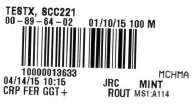 TESTX, SCC221
00-89-64-02 01/10/15 100 M
10000013633 MCHMA
04/14/15 10:15 JRC MINT
CRP FER GGT+ ROUT MS1:A114